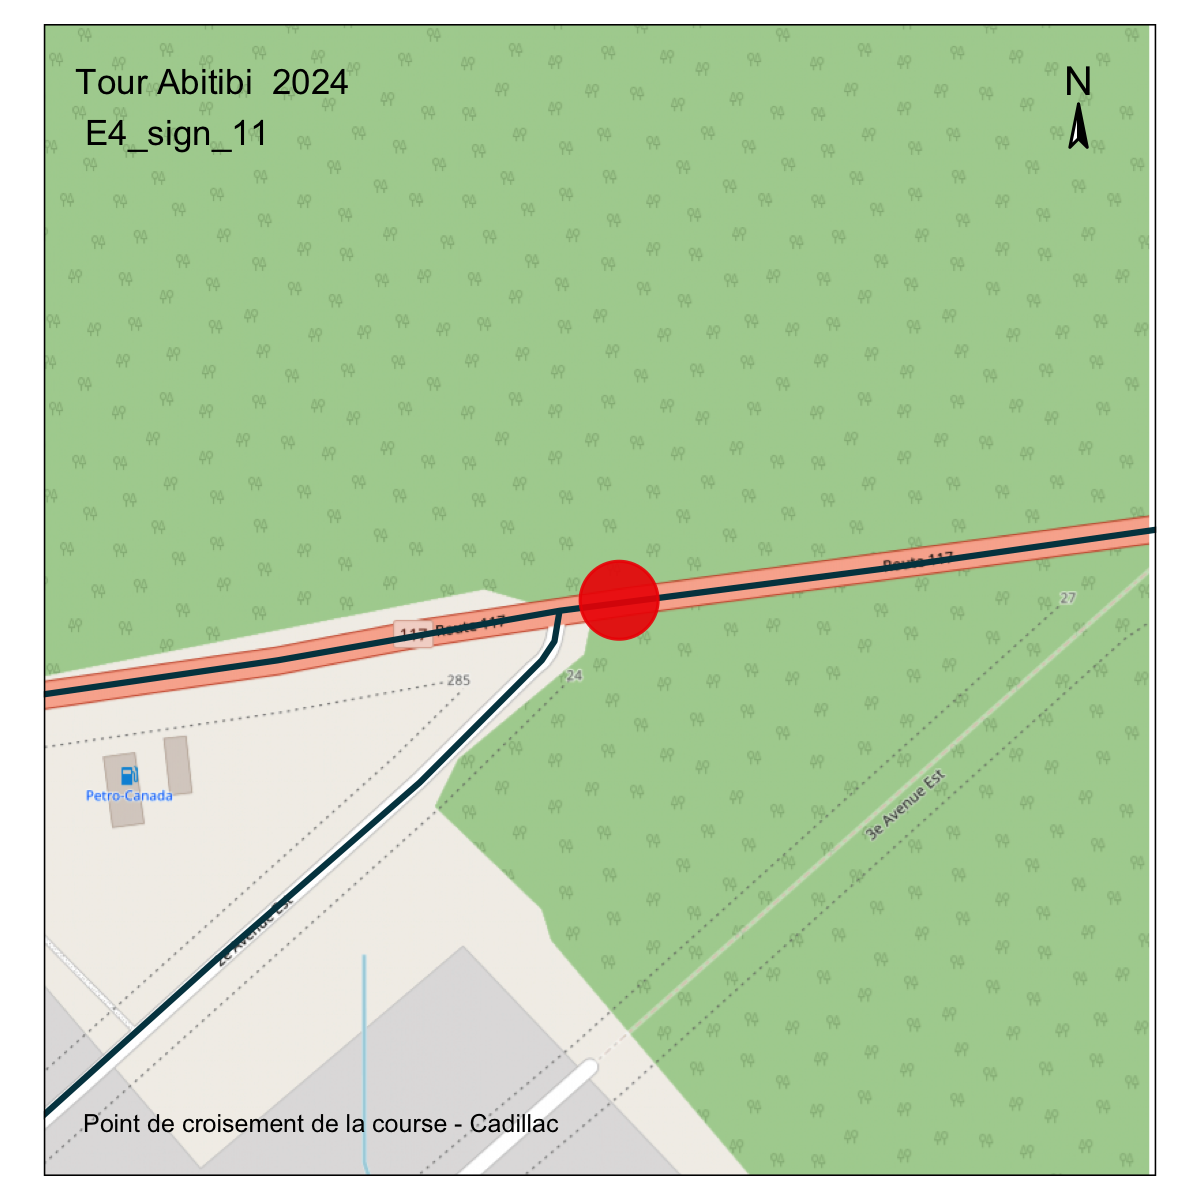 Tour Abitibi  2024
N
E4_sign_11
Route 117
27
117
Route 117
285
24
Petro-Canada
3e Avenue Est
2e Avenue Est
Point de croisement de la course - Cadillac